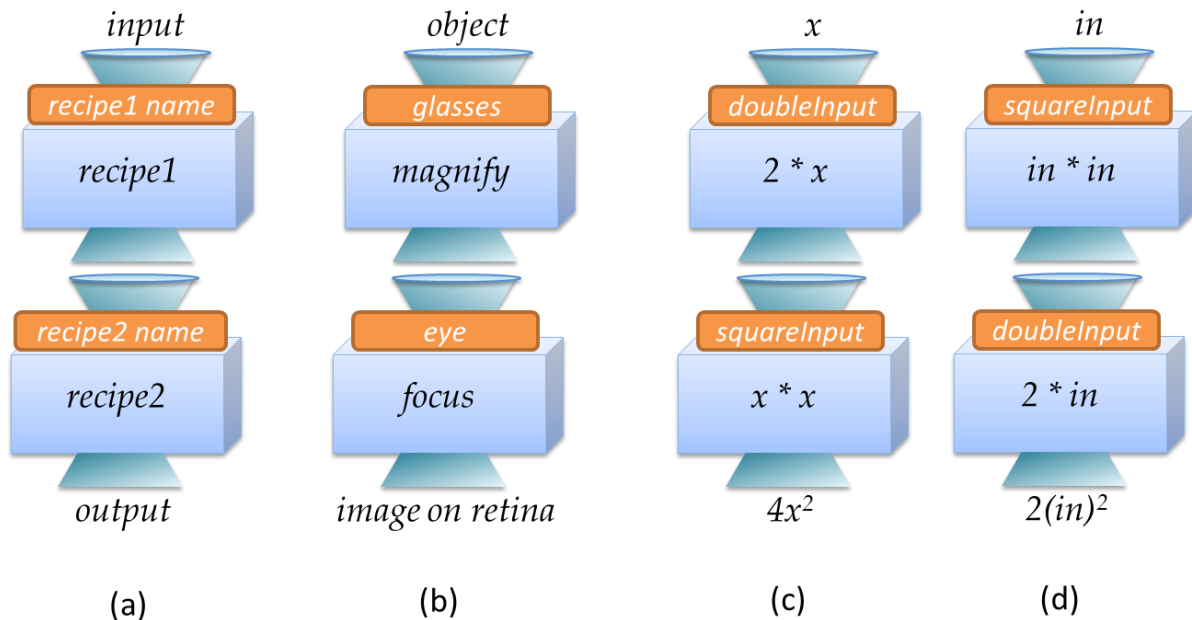 input
recipe1 name
recipe1
recipe2 name
recipe2
output
(a)
object
glasses
magnify
eye
focus
image on retina
(b)
x
doubleInput
2 * x
squareInput
x * x
4x²
(c)
in
squareInput
in * in
doubleInput
2 * in
2(in)²
(d)